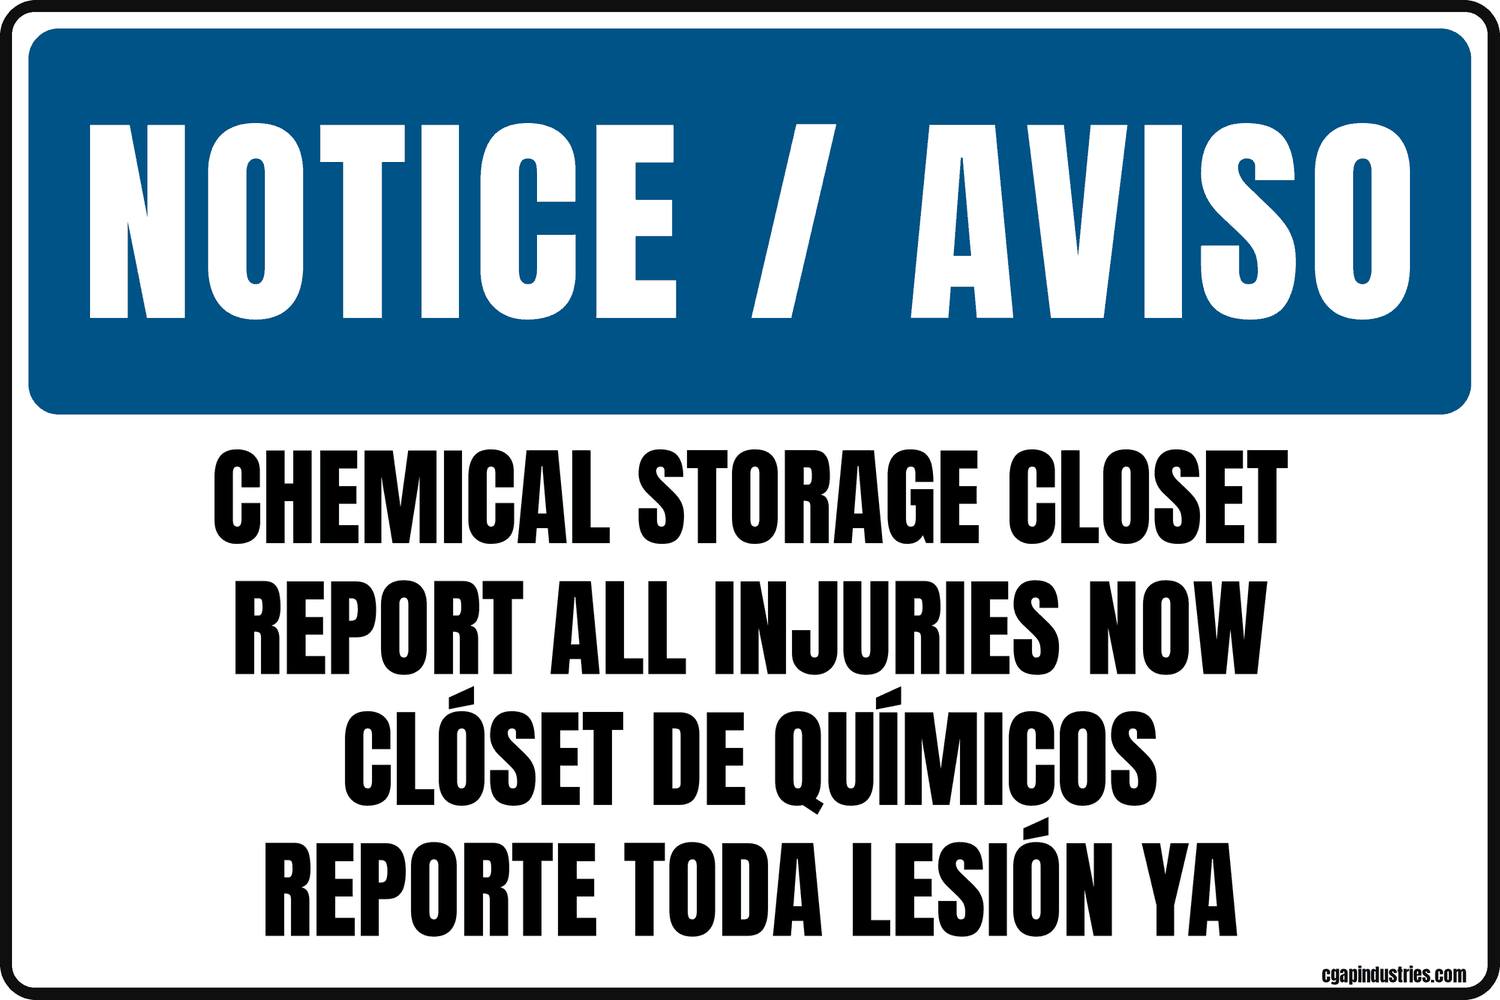 NOTICE / AVISO
CHEMICAL STORAGE CLOSET
REPORT ALL INJURIES NOW
CLÓSET DE QUÍMICOS
REPORTE TODA LESIÓN YA
cgapindustries.com